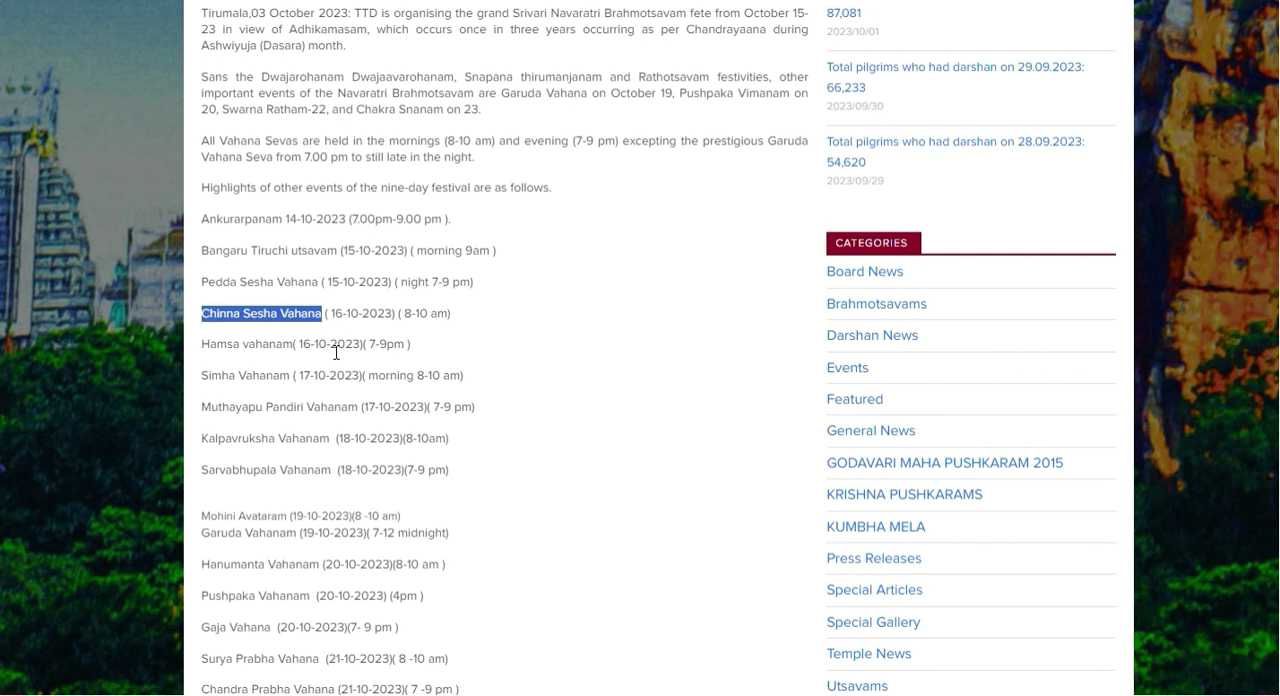 Tirumala,03 October 2023: TTD is organising the grand Srivari Navaratri Brahmotsavam fete from October 15-
23 in view of Adhikamasam, which occurs once in three years occurring as per Chandrayaana during
Ashwiyuja (Dasara) month.
Sans the Dwajarohanam Dwajaavarohanam, Snapana thirumanjanam and Rathotsavam festivities, other
important events of the Navaratri Brahmotsavam are Garuda Vahana on October 19, Pushpaka Vimanam on
20, Swarna Ratham-22, and Chakra Snanam on 23.
All Vahana Sevas are held in the mornings (8-10 am) and evening (7-9 pm) excepting the prestigious Garuda
Vahana Seva from 7.00 pm to still late in the night.
Highlights of other events of the nine-day festival are as follows.
Ankurarpanam 14-10-2023 (7.00pm-9.00 pm ).
Bangaru Tiruchi utsavam (15-10-2023) ( morning 9am )
Pedda Sesha Vahana ( 15-10-2023) ( night 7-9 pm)
Chinna Sesha Vahana ( 16-10-2023) ( 8-10 am)
Hamsa vahanam( 16-10-2023)( 7-9pm )
Simha Vahanam ( 17-10-2023)( morning 8-10 am)
Muthayapu Pandiri Vahanam (17-10-2023)( 7-9 pm)
Kalpavruksha Vahanam (18-10-2023)(8-10am)
Sarvabhupala Vahanam (18-10-2023)(7-9 pm)
Mohini Avataram (19-10-2023)(8 -10 am)
Garuda Vahanam (19-10-2023)( 7-12 midnight)
Hanumanta Vahanam (20-10-2023)(8-10 am )
Pushpaka Vahanam (20-10-2023) (4pm )
Gaja Vahana (20-10-2023)(7- 9 pm )
Surya Prabha Vahana (21-10-2023)( 8 -10 am)
Chandra Prabha Vahana (21-10-2023)( 7 -9 pm )
87,081
2023/10/01
Total pilgrims who had darshan on 29.09.2023:
66,233
2023/09/30
Total pilgrims who had darshan on 28.09.2023:
54,620
2023/09/29
CATEGORIES
Board News
Brahmotsavams
Darshan News
Events
Featured
General News
GODAVARI MAHA PUSHKARAM 2015
KRISHNA PUSHKARAMS
KUMBHA MELA
Press Releases
Special Articles
Special Gallery
Temple News
Utsavams